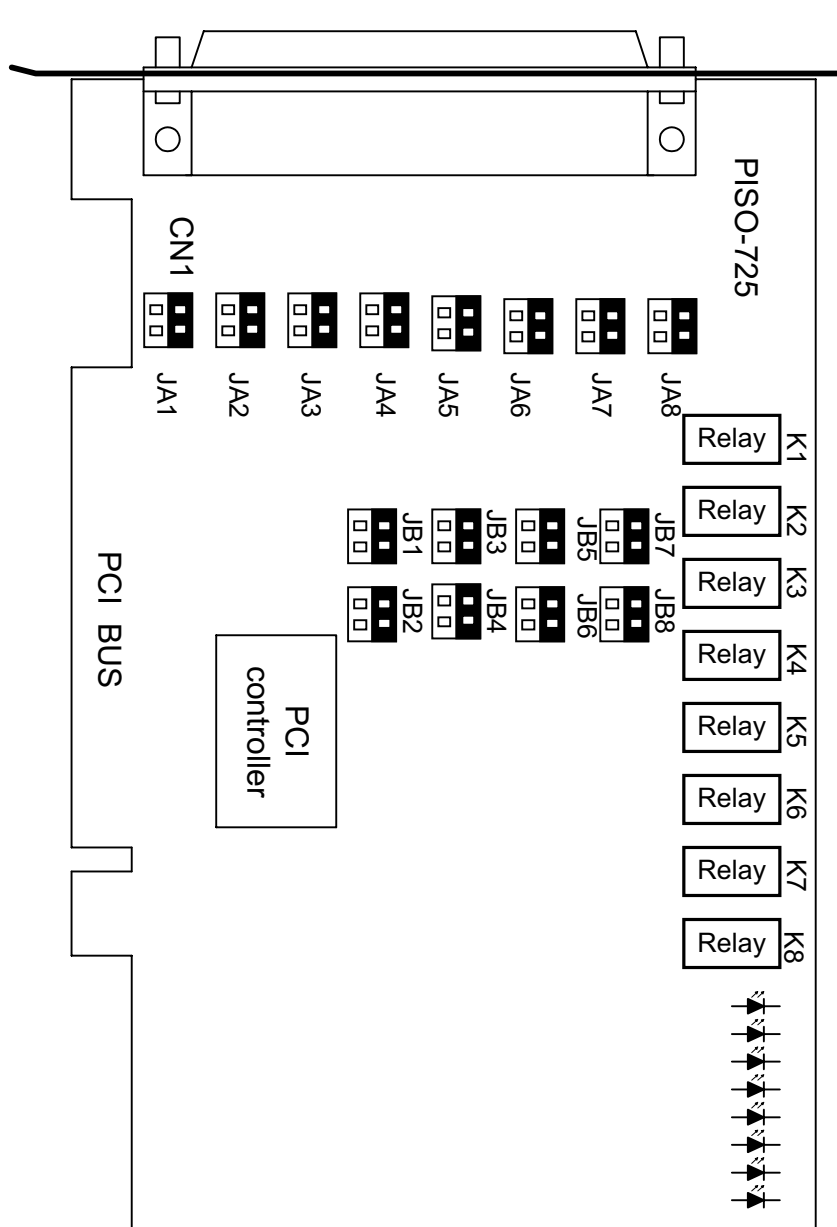 PISO-725
CN1
JA1
JA2
JA3
JA4
JA5
JA6
JA7
JA8
Relay K1
Relay K2
Relay K3
Relay K4
Relay K5
Relay K6
Relay K7
Relay K8
JB1
JB3
JB5
JB7
JB2
JB4
JB6
JB8
PCI BUS
PCI
controller